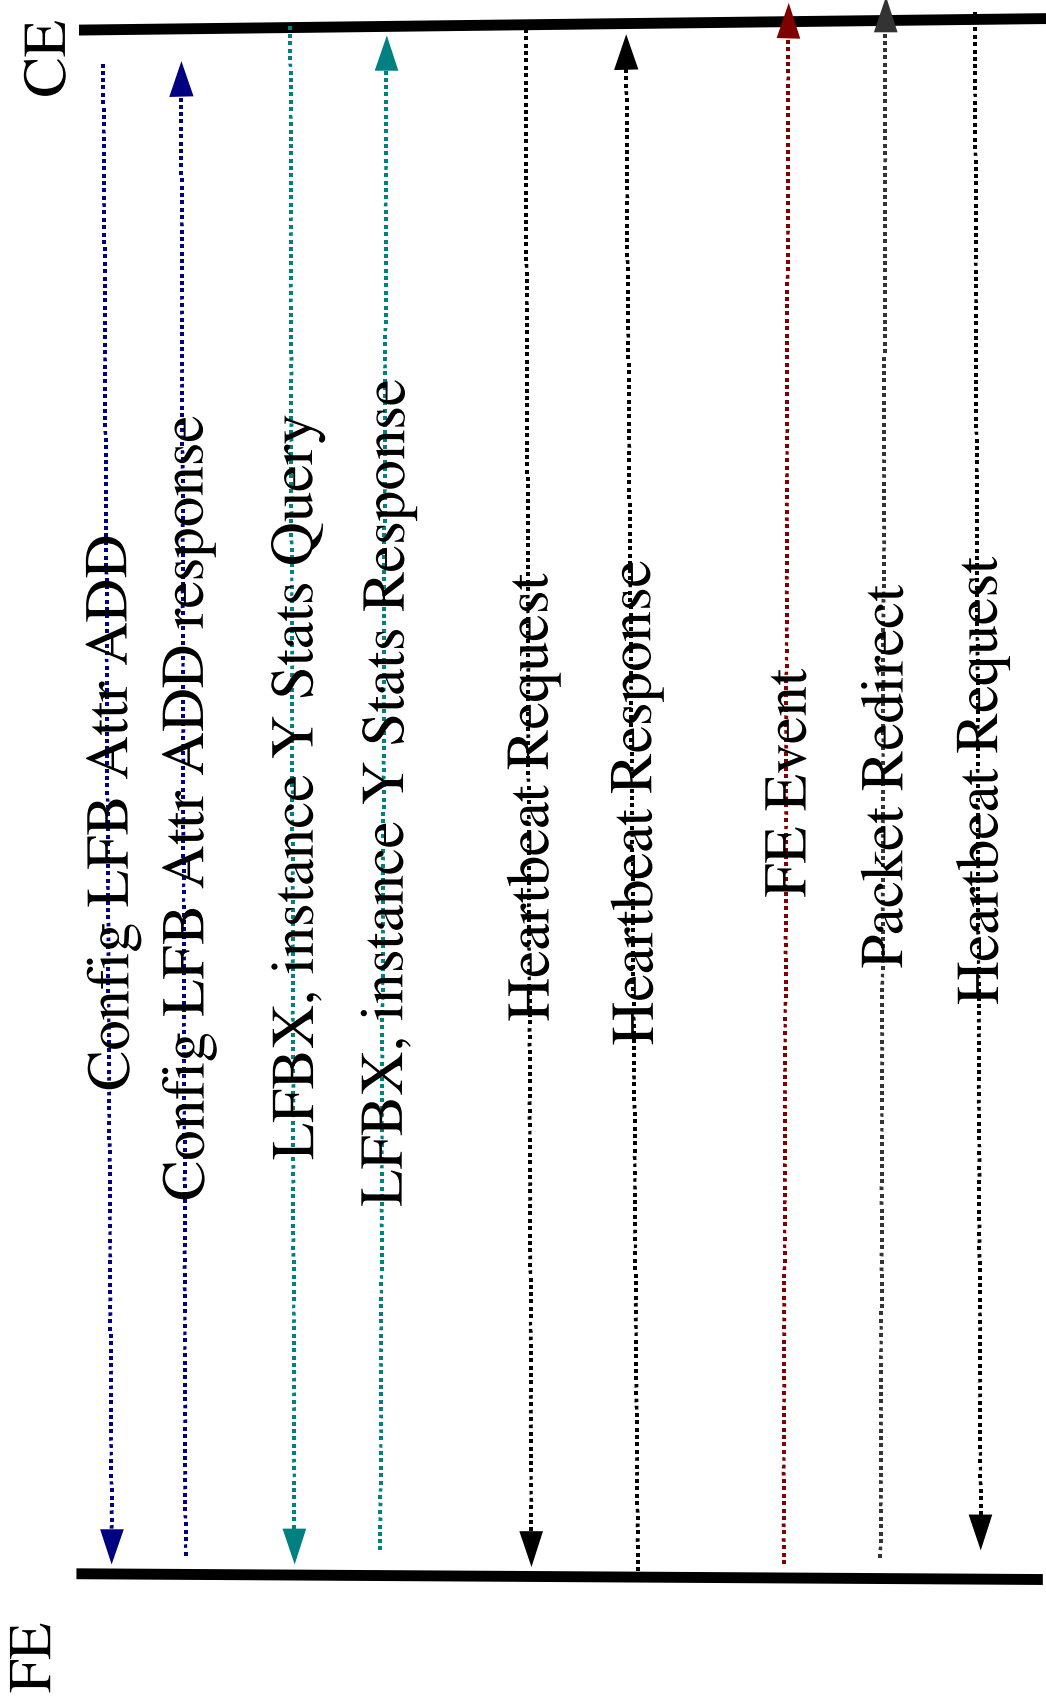 FE
CE
Config LFB Attr ADD
Config LFB Attr ADD response
LFBX, instance Y Stats Query
LFBX, instance Y Stats Response
Heartbeat Request
Heartbeat Response
FE Event
Packet Redirect
Heartbeat Request